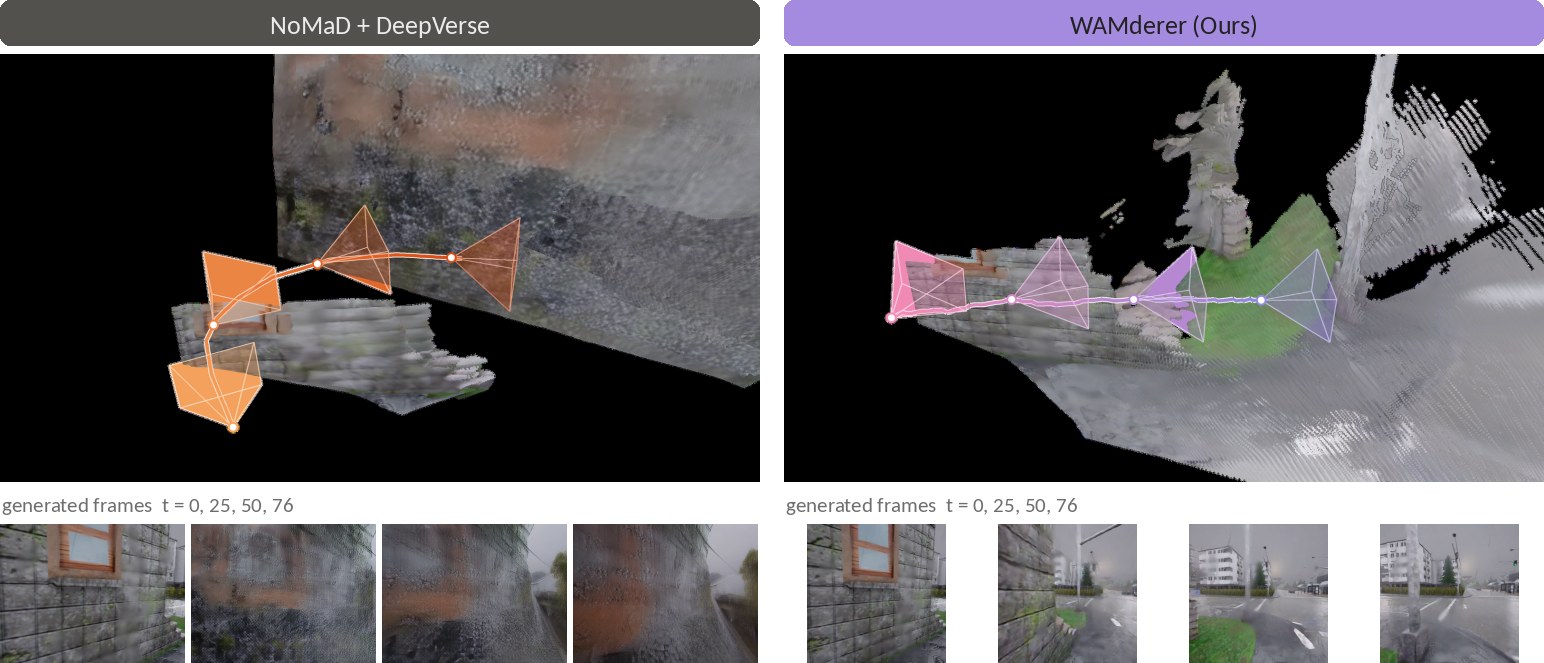 NoMaD + DeepVerse
WAMderer (Ours)
generated frames t = 0, 25, 50, 76
generated frames t = 0, 25, 50, 76